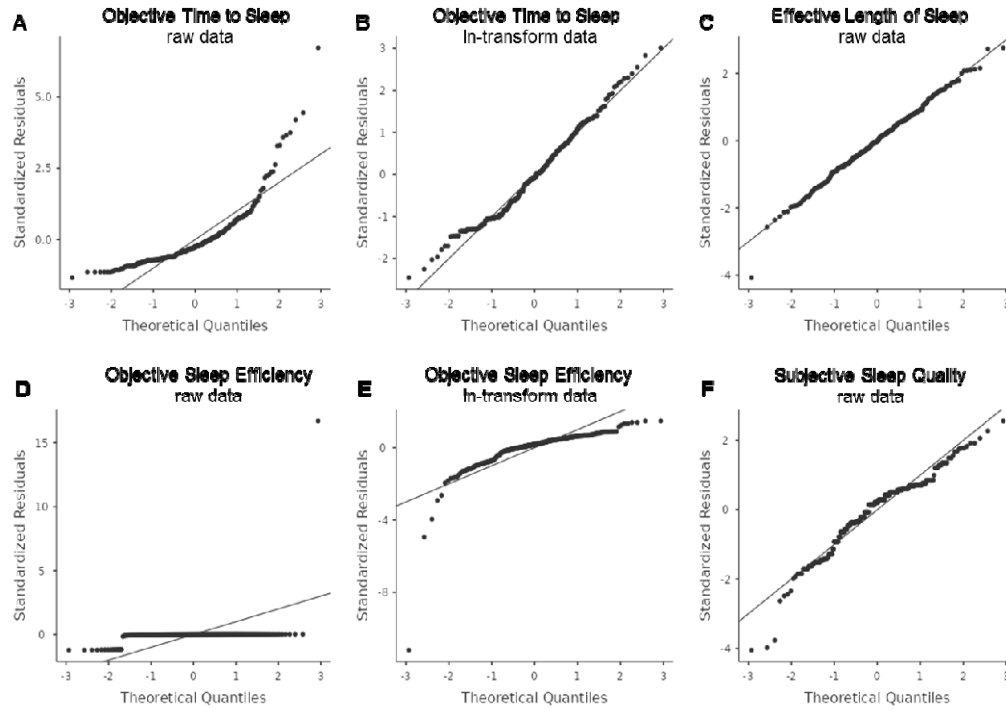 A
Objective Time to Sleep
raw data
Standardized Residuals
5.0
2.5
0.0
-3 -2 -1 0 1 2 3
Theoretical Quantiles
B
Objective Time to Sleep
ln-transform data
Standardized Residuals
3
2
1
0
-1
-2
-3 -2 -1 0 1 2 3
Theoretical Quantiles
C
Effective Length of Sleep
raw data
Standardized Residuals
2
0
-2
-4
-3 -2 -1 0 1 2 3
Theoretical Quantiles
D
Objective Sleep Efficiency
raw data
Standardized Residuals
15
10
5
0
-3 -2 -1 0 1 2 3
Theoretical Quantiles
E
Objective Sleep Efficiency
ln-transform data
Standardized Residuals
0
-4
-8
-3 -2 -1 0 1 2 3
Theoretical Quantiles
F
Subjective Sleep Quality
raw data
Standardized Residuals
2
0
-2
-4
-3 -2 -1 0 1 2 3
Theoretical Quantiles